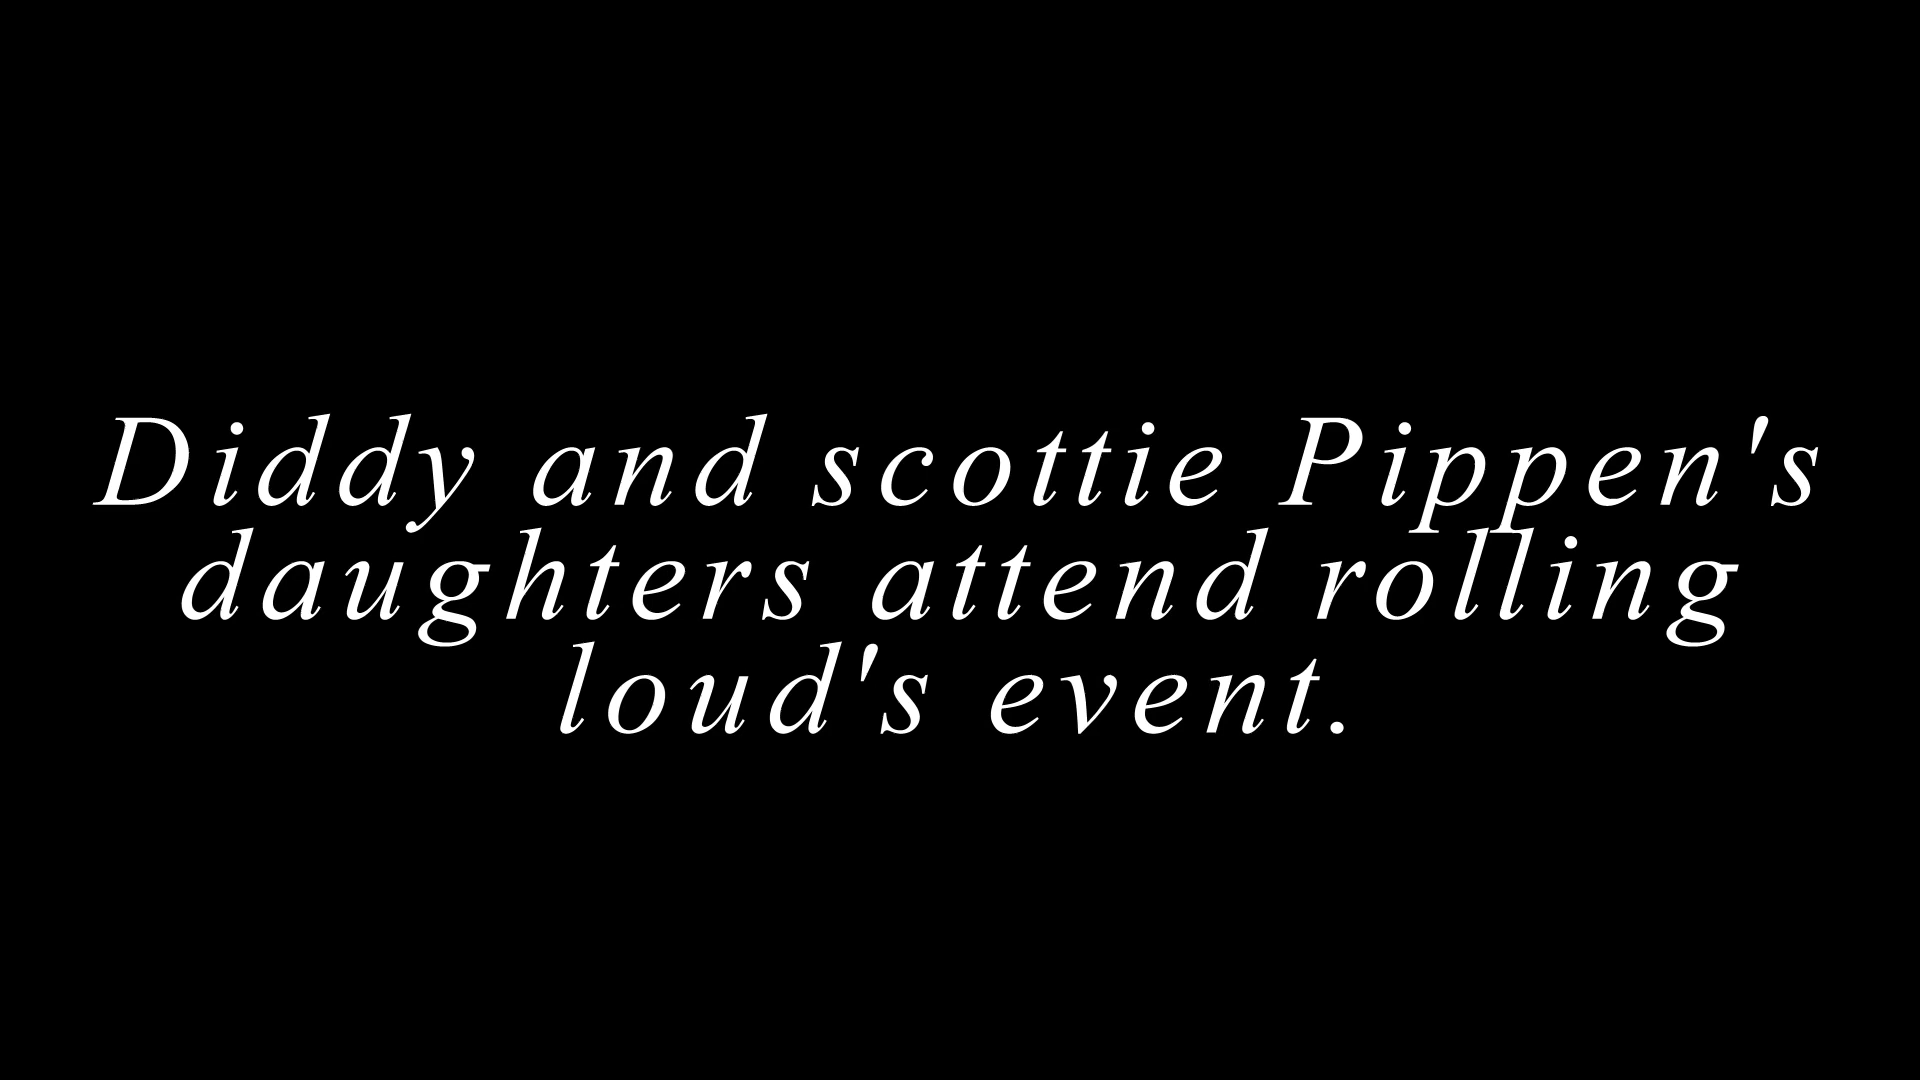 Diddy and scottie Pippen's
daughters attend rolling
loud's event.